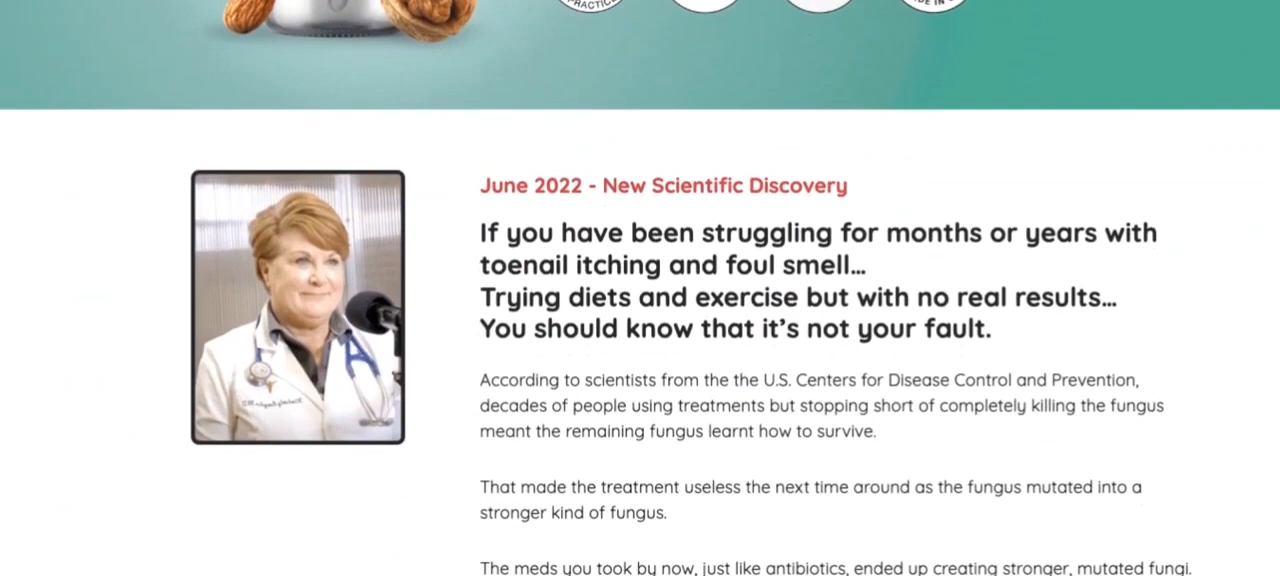 PRACTIC
June 2022 - New Scientific Discovery
If you have been struggling for months or years with
toenail itching and foul smell...
Trying diets and exercise but with no real results...
You should know that it's not your fault.
According to scientists from the the U.S. Centers for Disease Control and Prevention,
decades of people using treatments but stopping short of completely killing the fungus
meant the remaining fungus learnt how to survive.
That made the treatment useless the next time around as the fungus mutated into a
stronger kind of fungus.
The meds you took by now, just like antibiotics, ended up creating stronger, mutated fungi.